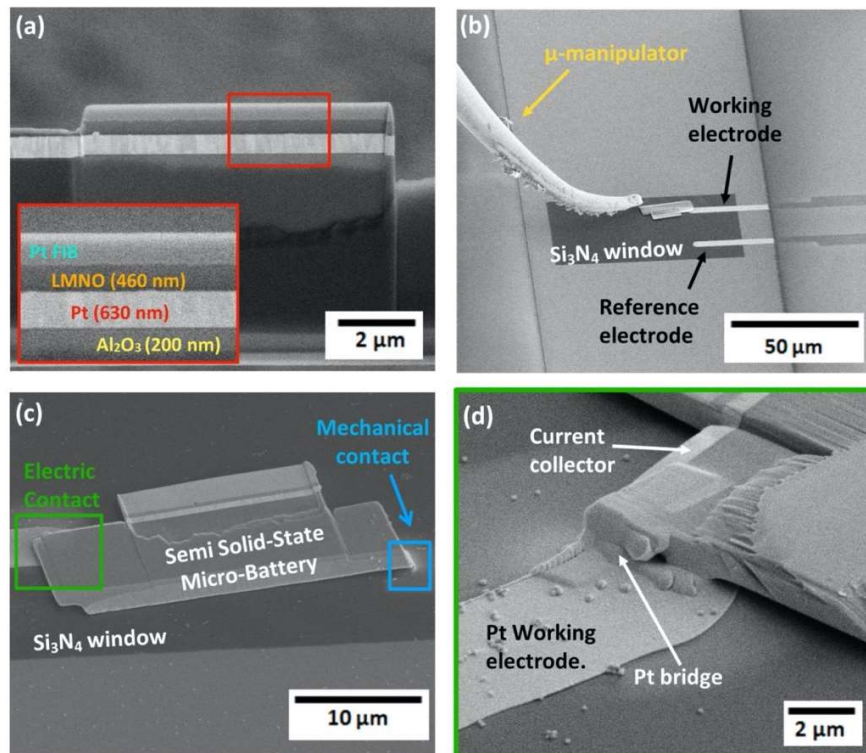 (a)
Pt FIB
LMNO (460 nm)
Pt (630 nm)
Al₂O₃ (200 nm)
2 µm
(b)
µ-manipulator
Working
electrode
Si₃N₄ window
Reference
electrode
50 µm
(c)
Mechanical
contact
Electric
Contact
Semi Solid-State
Micro-Battery
Si₃N₄ window
10 µm
(d)
Current
collector
Pt Working
electrode.
Pt bridge
2 µm